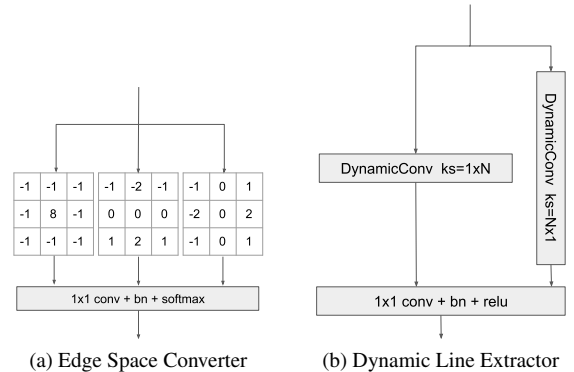 -1 -1 -1 -1 -2 -1 -1 0 1
-1 8 -1 0 0 0 -2 0 2
-1 -1 -1 1 2 1 -1 0 1
1x1 conv + bn + softmax
(a) Edge Space Converter
DynamicConv ks=1xN
DynamicConv ks=Nx1
1x1 conv + bn + relu
(b) Dynamic Line Extractor